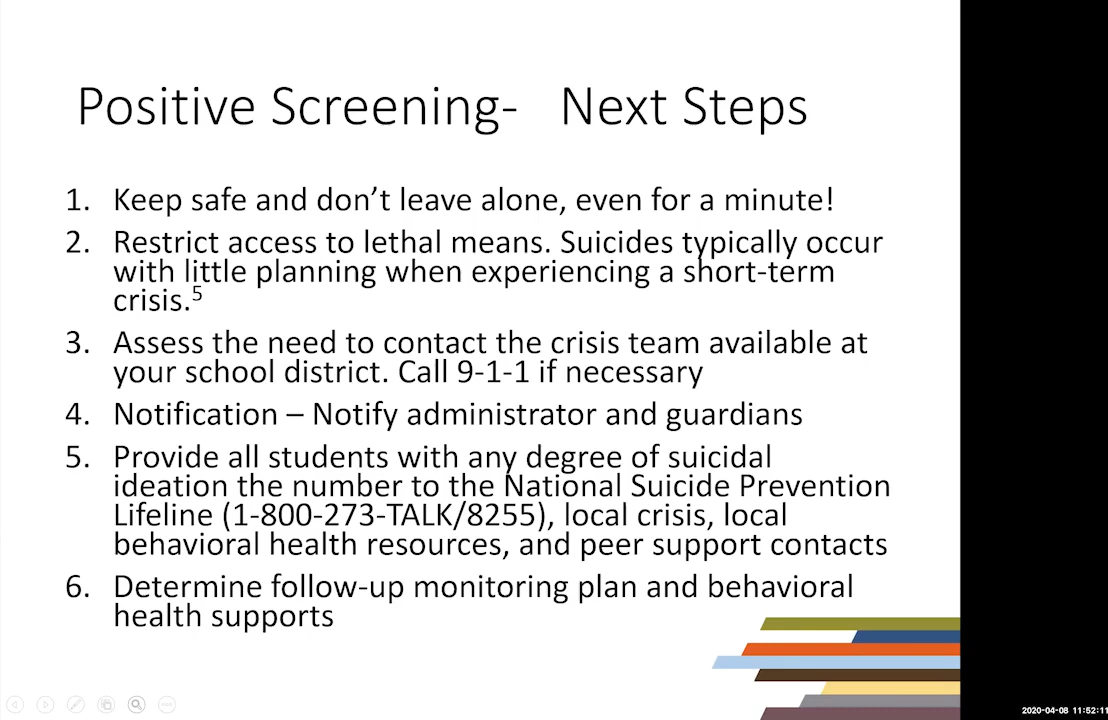 Positive Screening- Next Steps
1. Keep safe and don’t leave alone, even for a minute!
2. Restrict access to lethal means. Suicides typically occur
with little planning when experiencing a short-term
crisis.5
3. Assess the need to contact the crisis team available at
your school district. Call 9-1-1 if necessary
4. Notification – Notify administrator and guardians
5. Provide all students with any degree of suicidal
ideation the number to the National Suicide Prevention
Lifeline (1-800-273-TALK/8255), local crisis, local
behavioral health resources, and peer support contacts
6. Determine follow-up monitoring plan and behavioral
health supports
2020-04-08 11:52:11